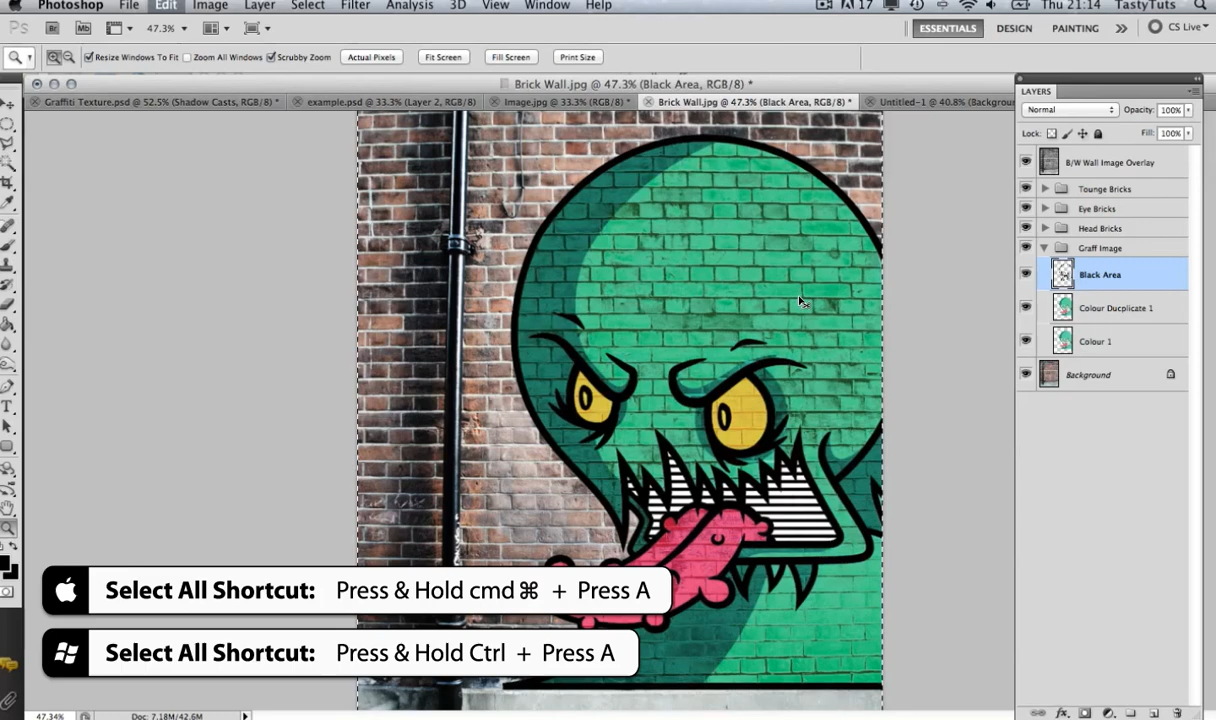 Photoshop File Edit Image Layer Select Filter Analysis 3D View Window Help 17 Thu 21:14 TastyTuts
Ps Br Mb 47.3% ESSENTIALS DESIGN PAINTING CS Live
Resize Windows To Fit Zoom All Windows Scrubby Zoom Actual Pixels Fit Screen Fill Screen Print Size
Brick Wall.jpg @ 47.3% (Black Area, RGB/8) *
Graffiti Texture.psd @ 52.5% (Shadow Casts, RGB/8) * example.psd @ 33.3% (Layer 2, RGB/8) Image.jpg @ 33.3% (RGB/8) * Brick Wall.jpg @ 47.3% (Black Area, RGB/8) * Untitled-1 @ 40.8% (Backgroun
LAYERS
Normal Opacity: 100%
Lock: Fill: 100%
B/W Wall Image Overlay
Tounge Bricks
Eye Bricks
Head Bricks
Graff Image
Black Area
Colour Ducplicate 1
Colour 1
Background
Select All Shortcut: Press & Hold cmd ⌘ + Press A
Select All Shortcut: Press & Hold Ctrl + Press A
47.34% Doc: 7.18M/42.6M
fx